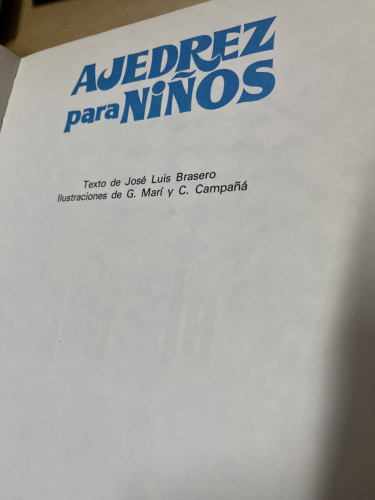 AJEDREZ
para NiÑOS
Texto de José Luis Brasero
Ilustraciones de G. Marí y C. Campañá